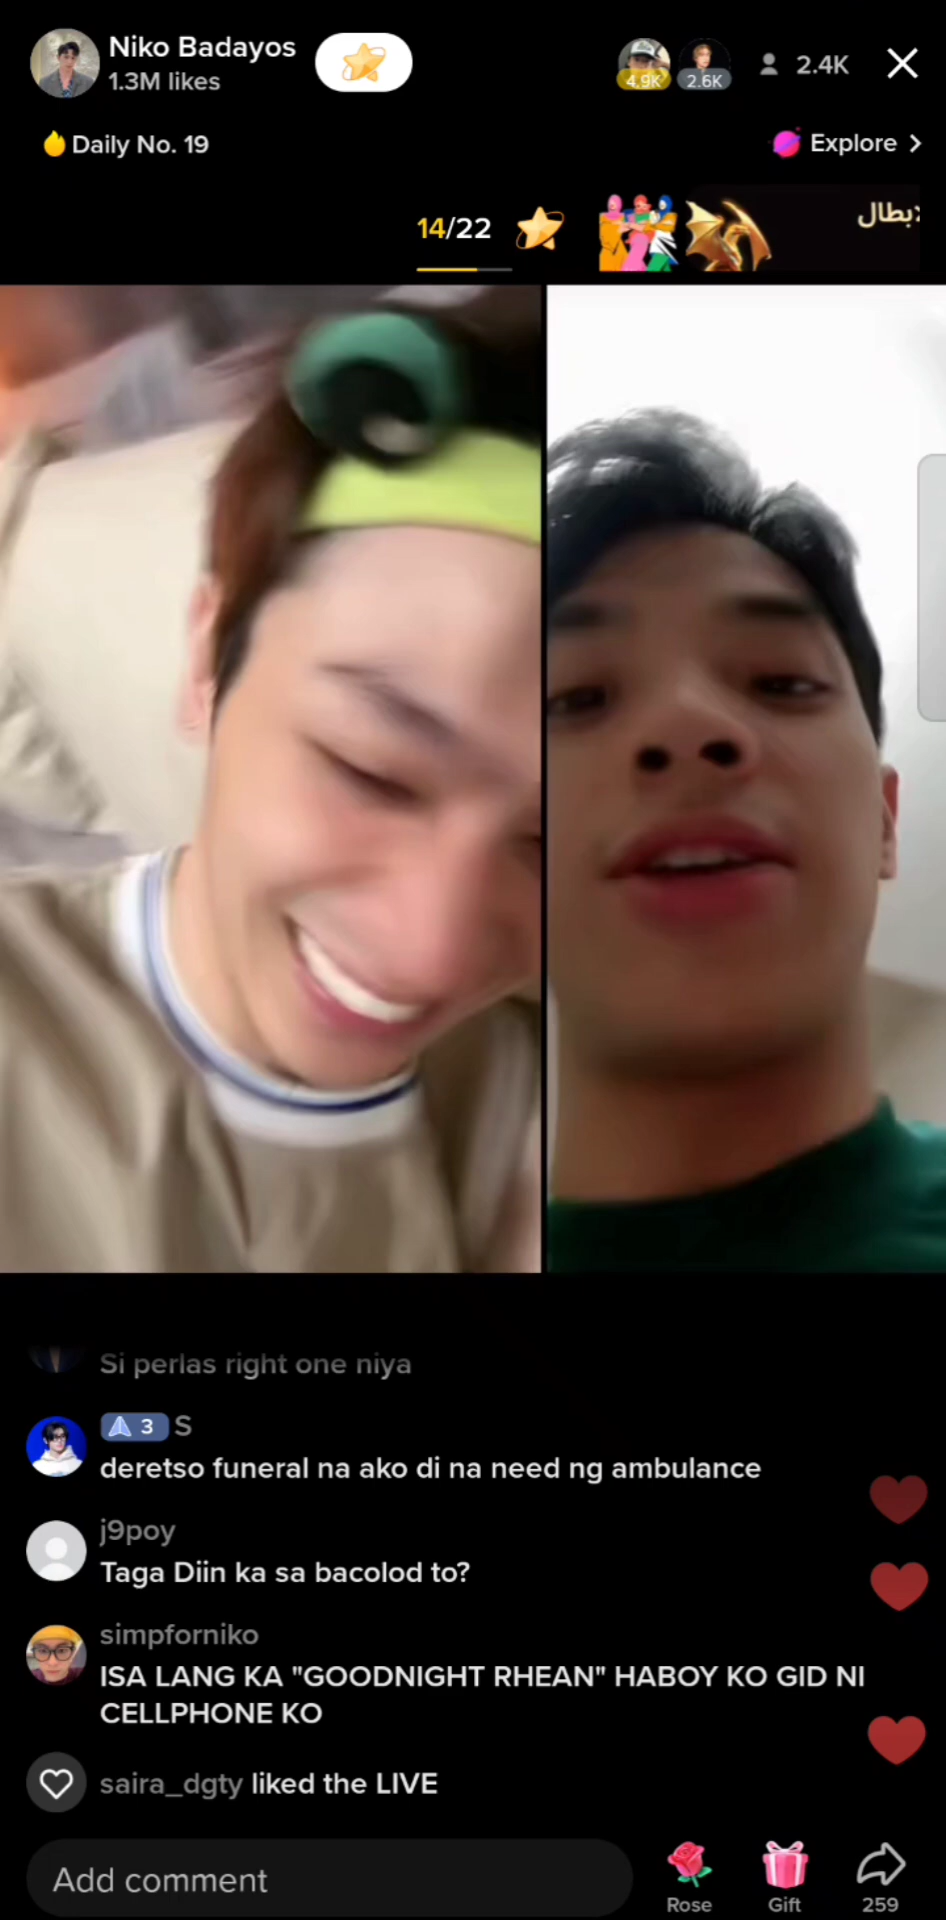 Niko Badayos
1.3M likes
4.9K
2.6K
2.4K
Daily No. 19
Explore >
14/22
Si perlas right one niya
3 S
deretso funeral na ako di na need ng ambulance
j9poy
Taga Diin ka sa bacolod to?
simpforniko
ISA LANG KA "GOODNIGHT RHEAN" HABOY KO GID NI
CELLPHONE KO
saira_dgty liked the LIVE
Add comment
Rose
Gift
259